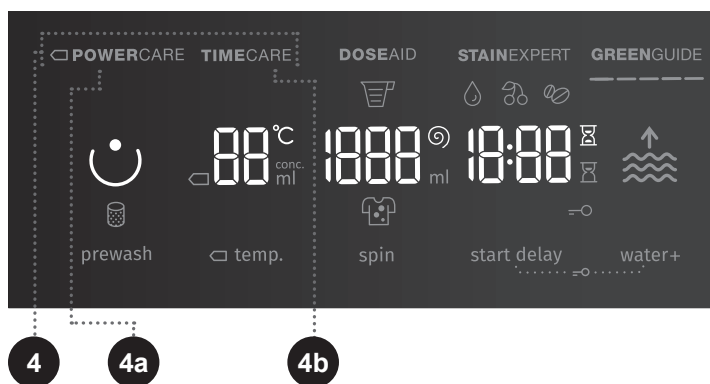 POWERCARE TIMECARE DOSEAID STAINEXPERT GREENGUIDE
88 °C 1888 18:88
conc.
ml ml
prewash temp. spin start delay water+
4 4a 4b